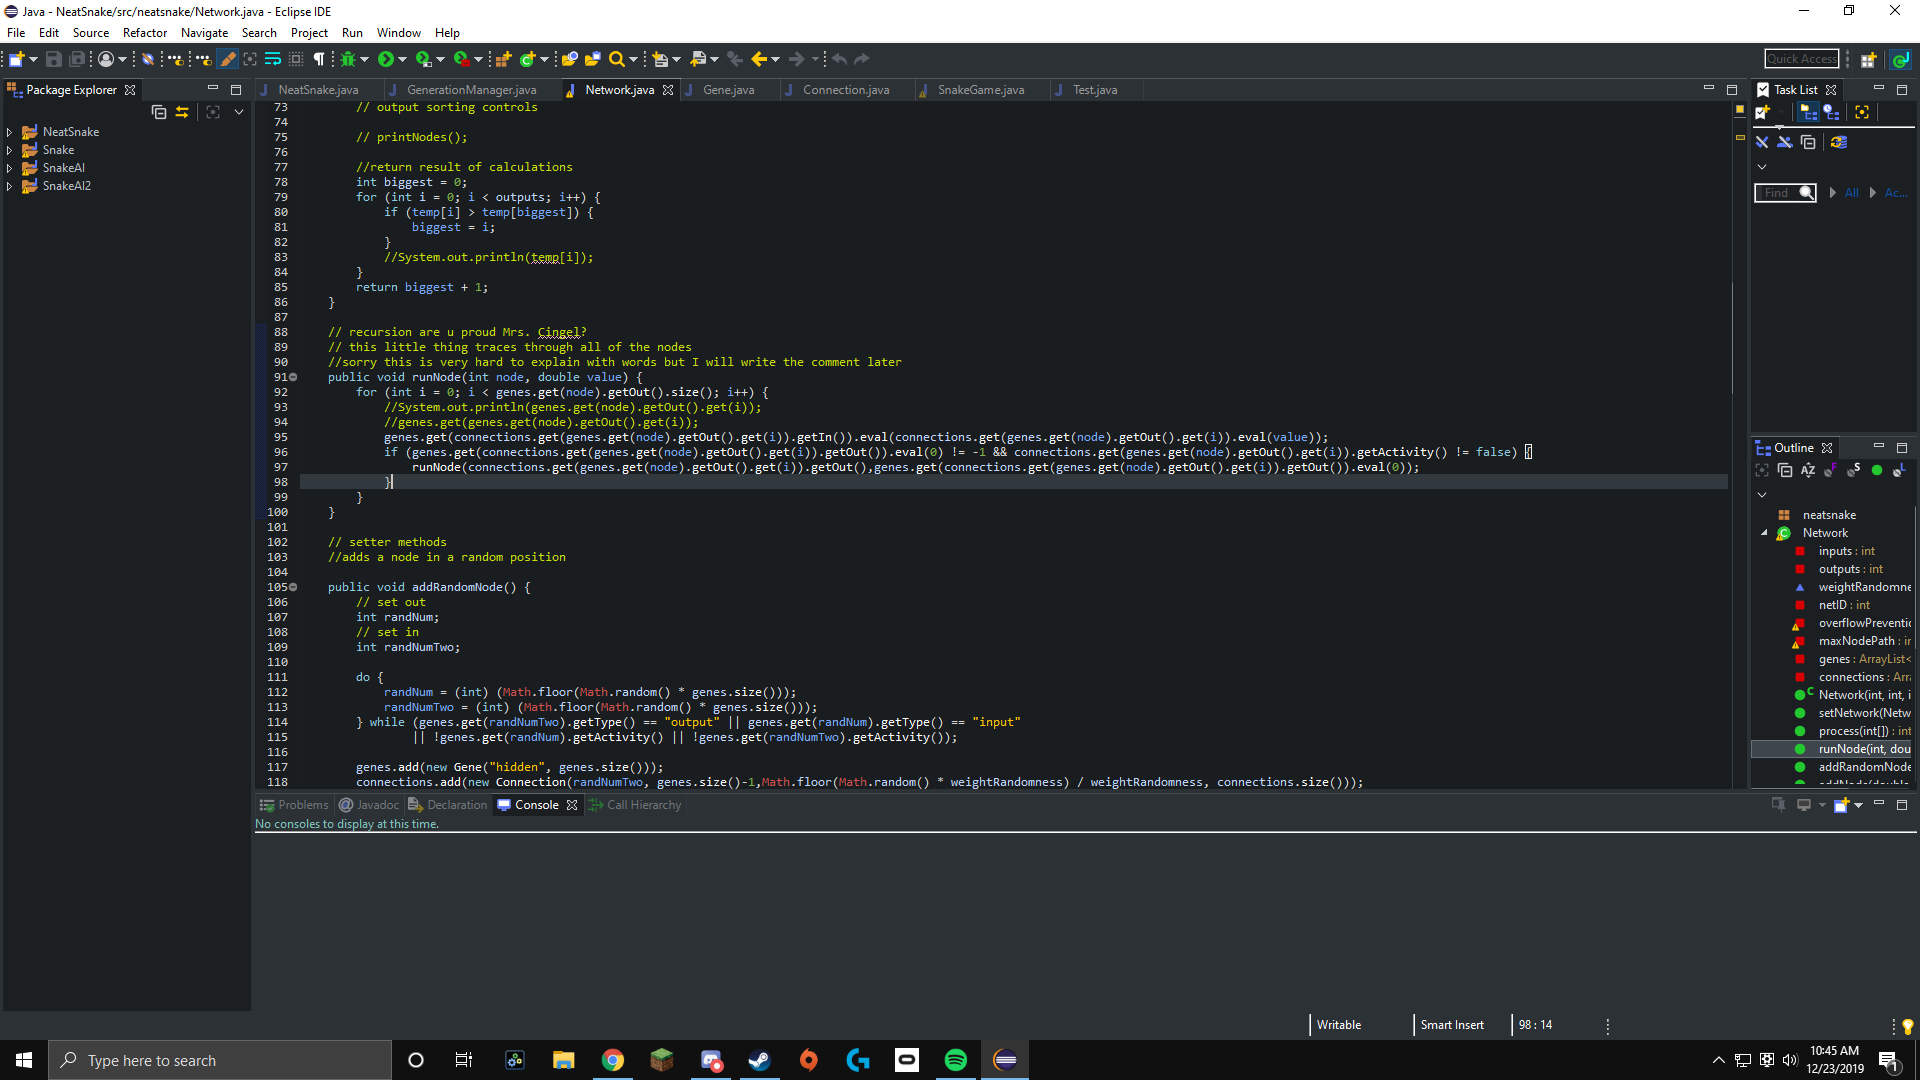 Java - NeatSnake/src/neatsnake/Network.java - Eclipse IDE
File Edit Source Refactor Navigate Search Project Run Window Help
Quick Access
Package Explorer
NeatSnake
Snake
SnakeAI
SnakeAI2
NeatSnake.java GenerationManager.java Network.java Gene.java Connection.java SnakeGame.java Test.java
73 // output sorting controls
74
75 // printNodes();
76
77 //return result of calculations
78 int biggest = 0;
79 for (int i = 0; i < outputs; i++) {
80 if (temp[i] > temp[biggest]) {
81 biggest = i;
82 }
83 //System.out.println(temp[i]);
84 }
85 return biggest + 1;
86 }
87
88 // recursion are u proud Mrs. Cingel?
89 // this little thing traces through all of the nodes
90 //sorry this is very hard to explain with words but I will write the comment later
91 public void runNode(int node, double value) {
92 for (int i = 0; i < genes.get(node).getOut().size(); i++) {
93 //System.out.println(genes.get(node).getOut().get(i));
94 //genes.get(genes.get(node).getOut().get(i));
95 genes.get(connections.get(genes.get(node).getOut().get(i)).getIn()).eval(connections.get(genes.get(node).getOut().get(i)).eval(value));
96 if (genes.get(connections.get(genes.get(node).getOut().get(i)).getOut()).eval(0) != -1 && connections.get(genes.get(node).getOut().get(i)).getActivity() != false) {
97 runNode(connections.get(genes.get(node).getOut().get(i)).getOut(),genes.get(connections.get(genes.get(node).getOut().get(i)).getOut()).eval(0));
98 }
99 }
100 }
101
102 // setter methods
103 //adds a node in a random position
104
105 public void addRandomNode() {
106 // set out
107 int randNum;
108 // set in
109 int randNumTwo;
110
111 do {
112 randNum = (int) (Math.floor(Math.random() * genes.size()));
113 randNumTwo = (int) (Math.floor(Math.random() * genes.size()));
114 } while (genes.get(randNumTwo).getType() == "output" || genes.get(randNum).getType() == "input"
115 || !genes.get(randNum).getActivity() || !genes.get(randNumTwo).getActivity());
116
117 genes.add(new Gene("hidden", genes.size()));
118 connections.add(new Connection(randNumTwo, genes.size()-1,Math.floor(Math.random() * weightRandomness) / weightRandomness, connections.size()));
Task List
Find All Ac...
Outline
neatsnake
Network
inputs : int
outputs : int
weightRandomne
netID : int
overflowPreventic
maxNodePath : ir
genes : ArrayList<
connections : Arra
Network(int, int, i
setNetwork(Netw
process(int[]) : int
runNode(int, dou
addRandomNode
Problems Javadoc Declaration Console Call Hierarchy
No consoles to display at this time.
Writable Smart Insert 98 : 14
Type here to search
10:45 AM
12/23/2019
1